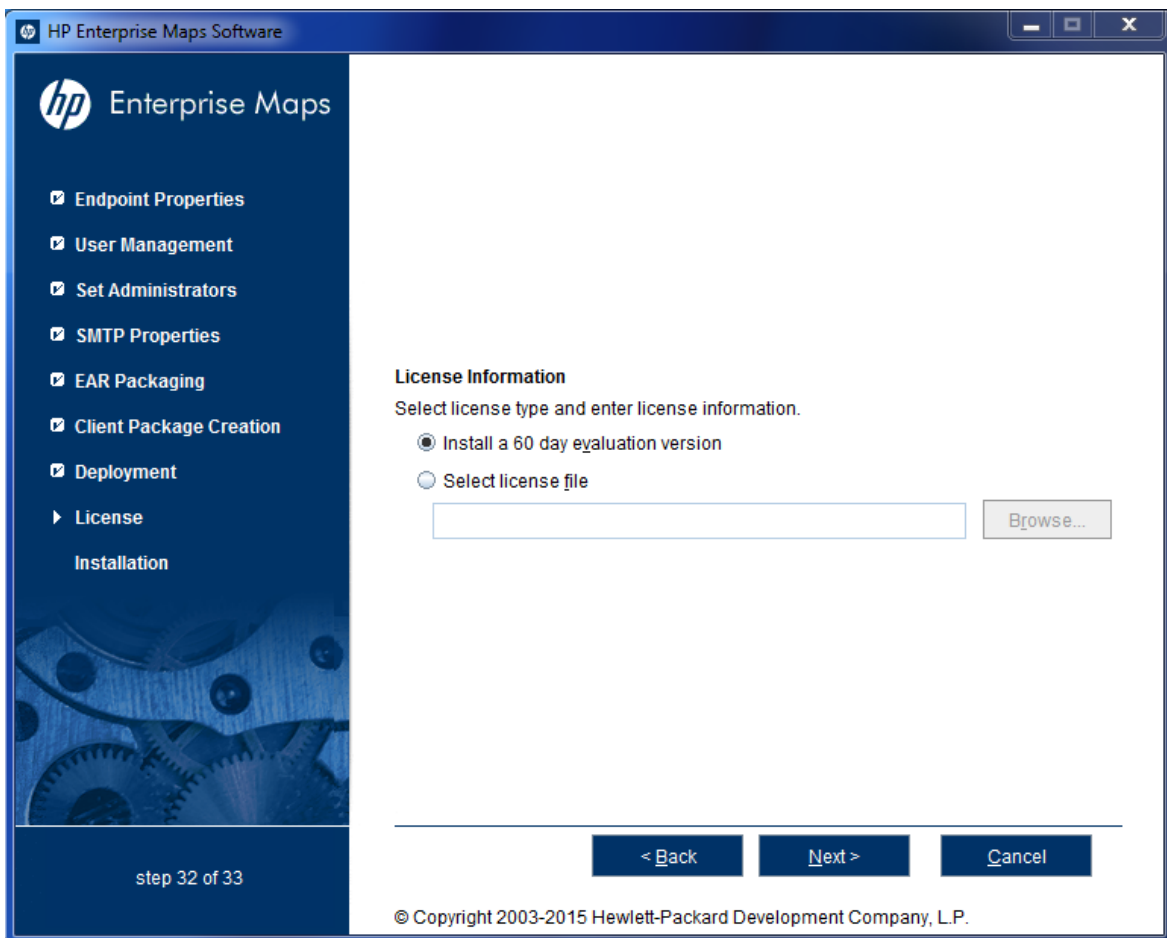 HP Enterprise Maps Software
hp Enterprise Maps
Endpoint Properties
User Management
Set Administrators
SMTP Properties
EAR Packaging
Client Package Creation
Deployment
License
Installation
step 32 of 33
License Information
Select license type and enter license information.
Install a 60 day evaluation version
Select license file
Browse...
< Back Next > Cancel
© Copyright 2003-2015 Hewlett-Packard Development Company, L.P.